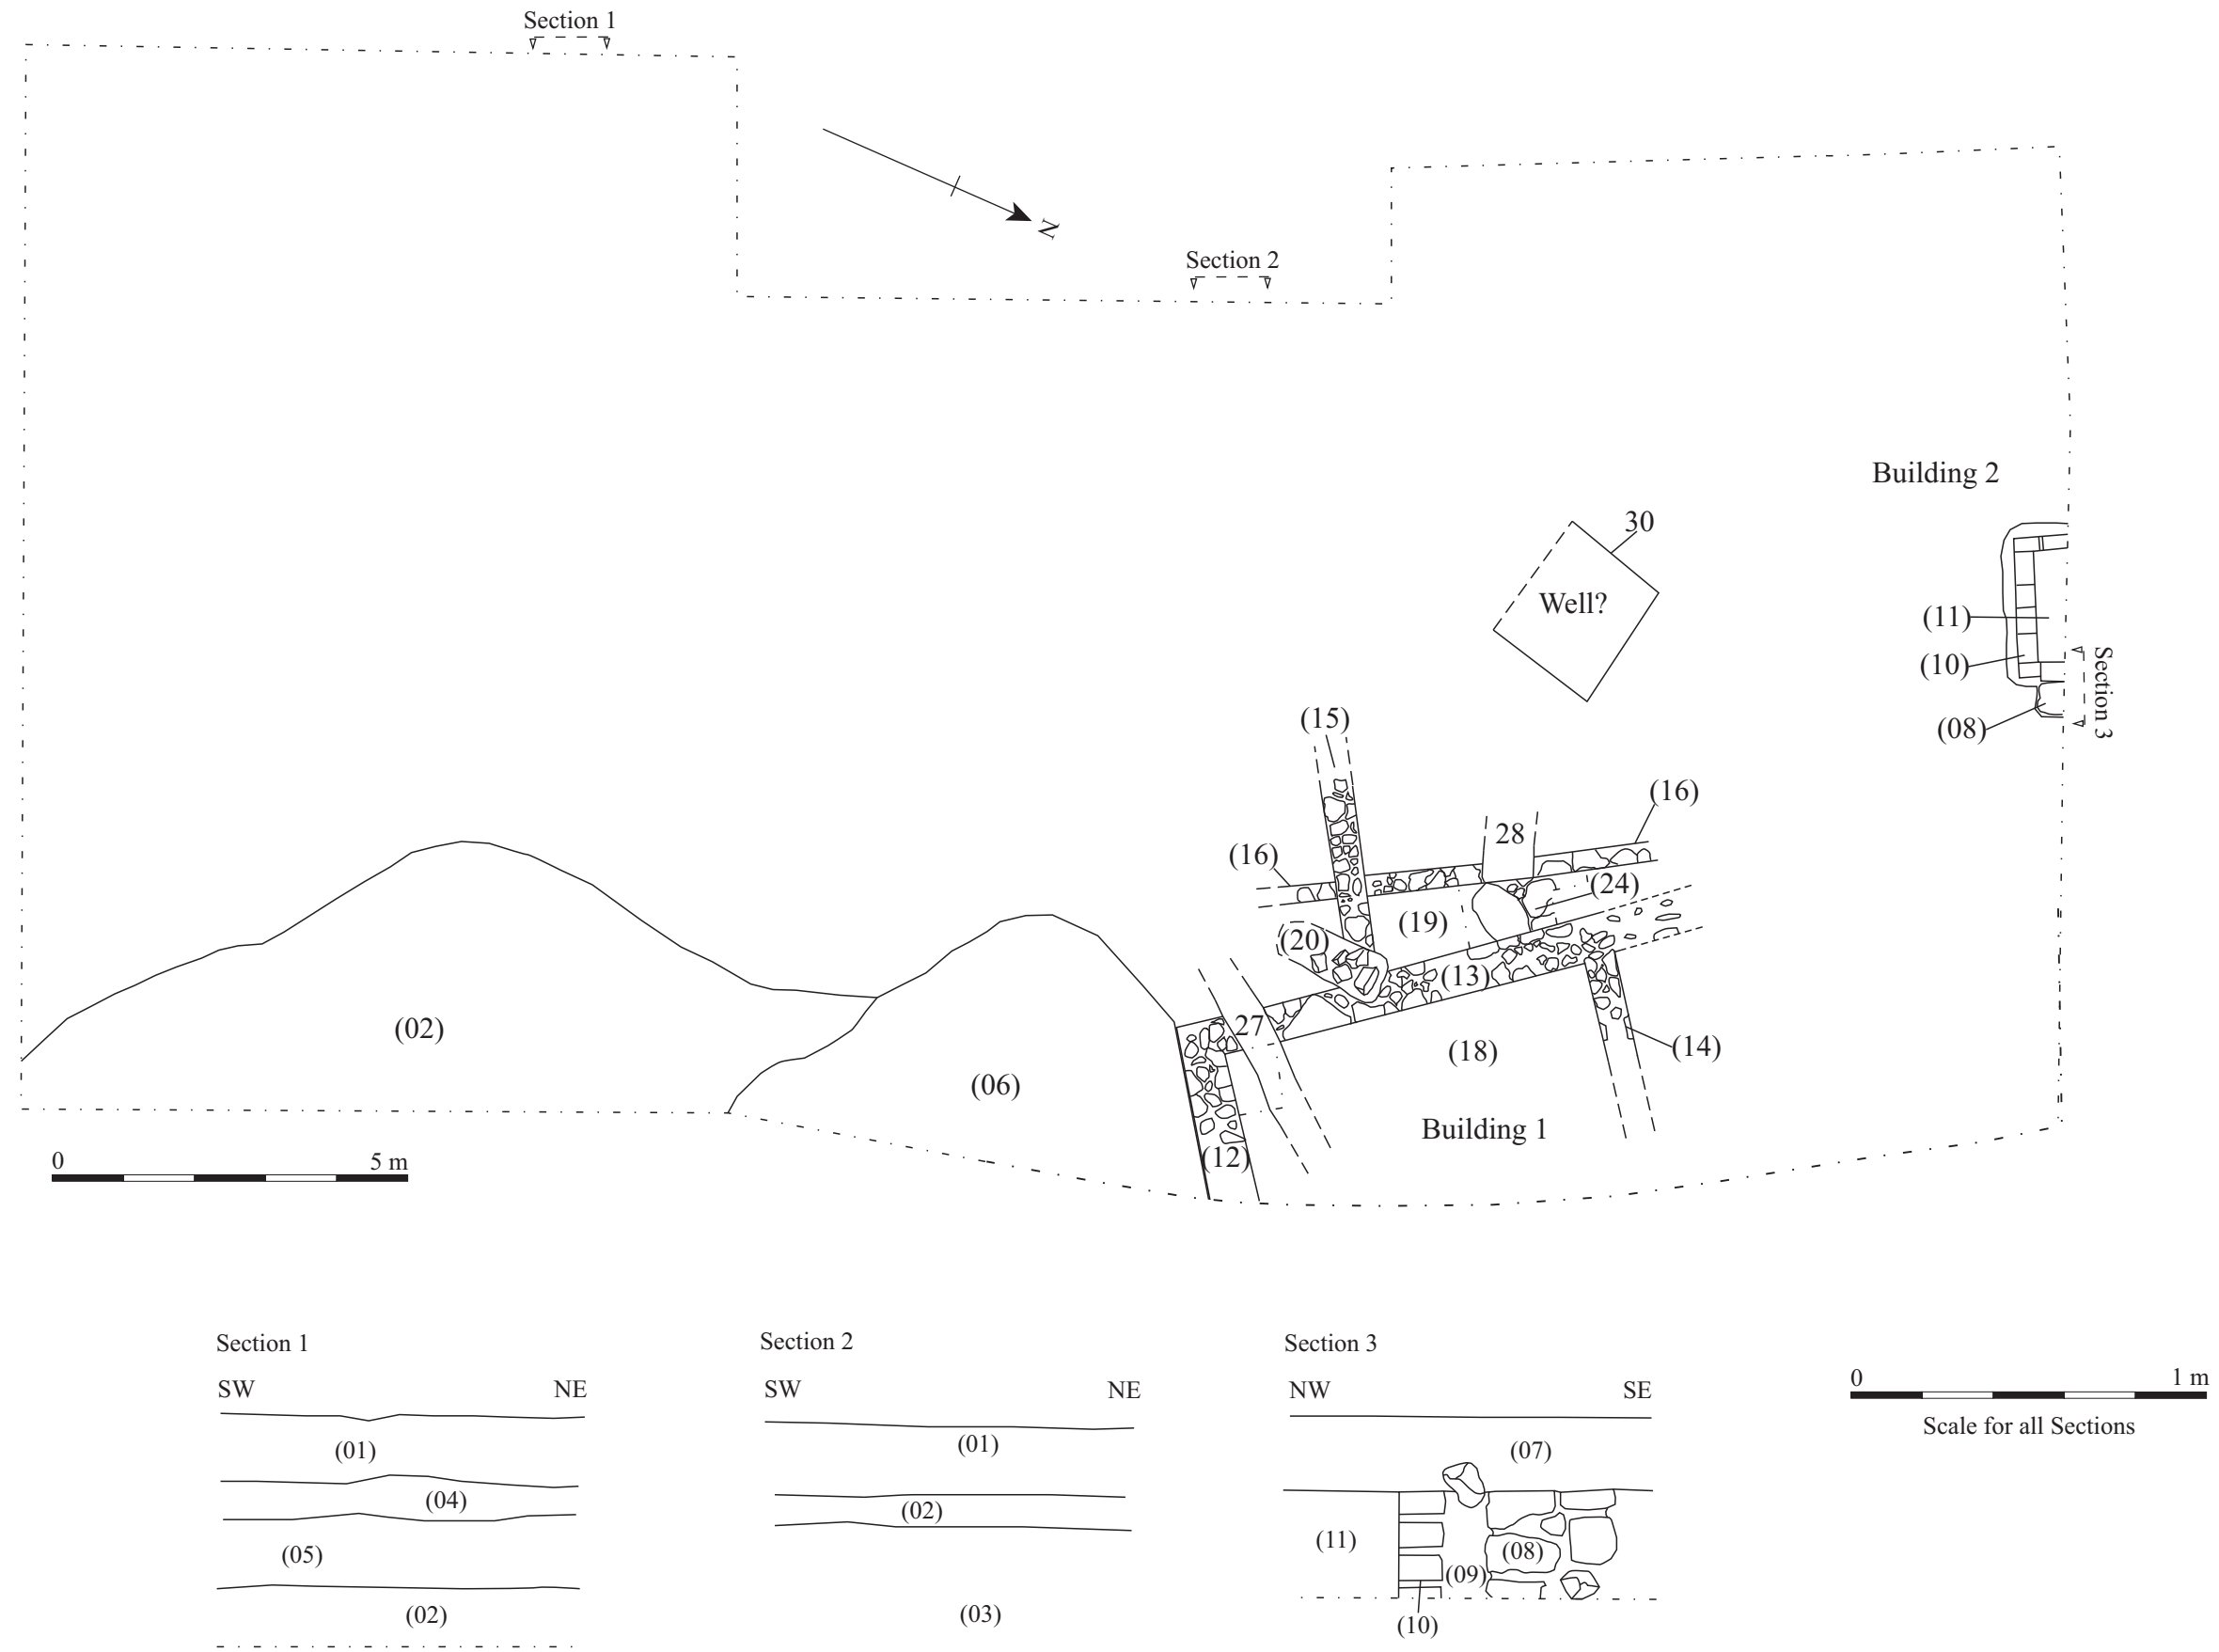 Section 1
N
Section 2
Building 2
30
Well?
(11)
(10)
(08)
Section 3
(15)
(16)
28
(16)
(24)
(19)
(20)
(13)
27
(02)
(06)
(18)
(14)
Building 1
(12)
0 5 m
Section 1
SW NE
(01)
(04)
(05)
(02)
Section 2
SW NE
(01)
(02)
(03)
Section 3
NW SE
(07)
(11)
(08)
(09)
(10)
0 1 m
Scale for all Sections